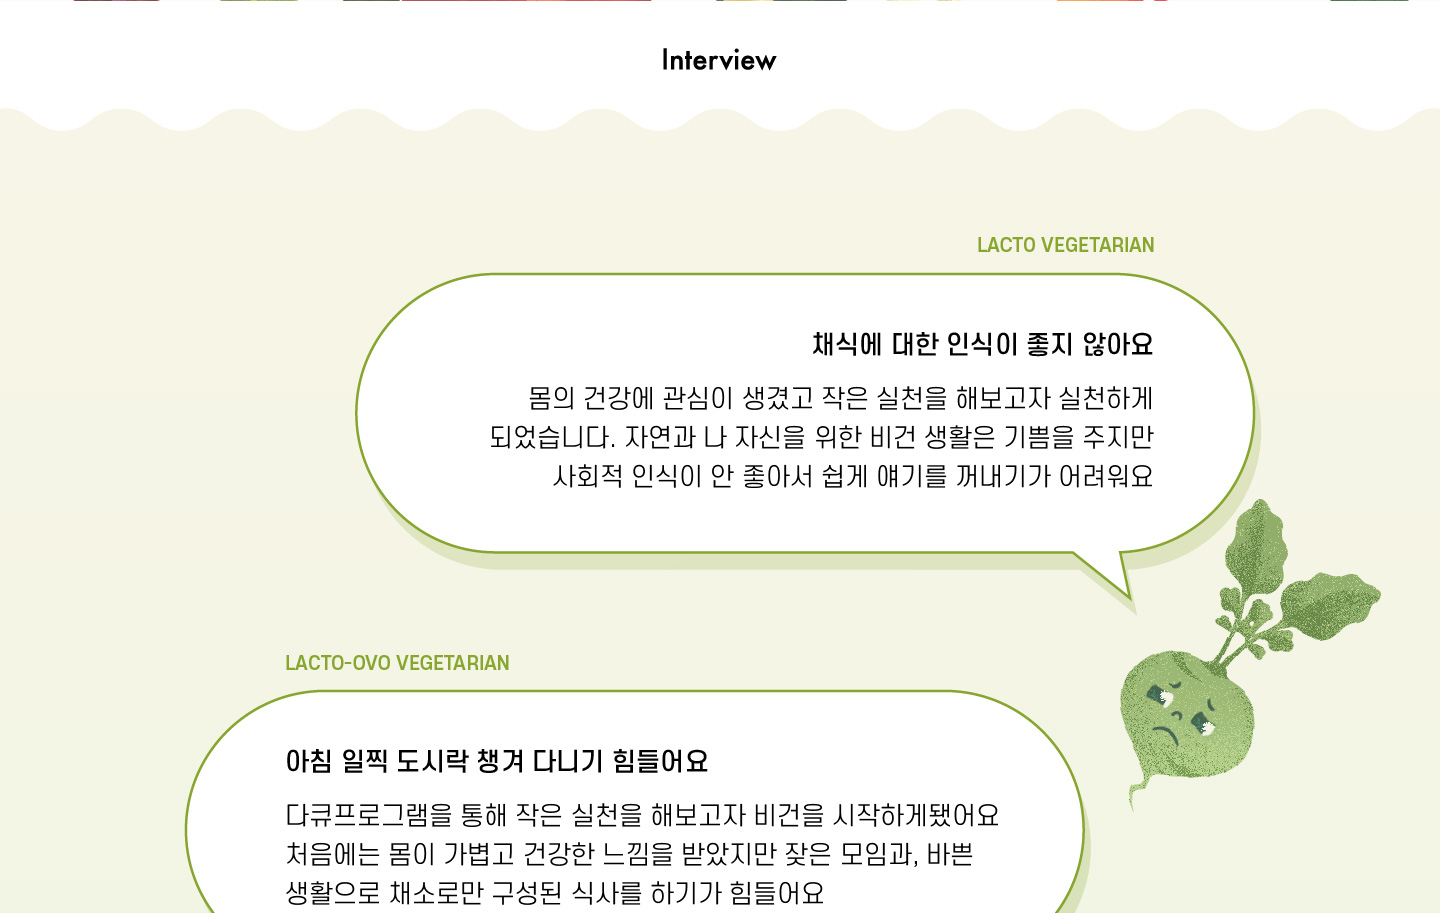 Interview
LACTO VEGETARIAN
채식에 대한 인식이 좋지 않아요
몸의 건강에 관심이 생겼고 작은 실천을 해보고자 실천하게
되었습니다. 자연과 나 자신을 위한 비건 생활은 기쁨을 주지만
사회적 인식이 안 좋아서 쉽게 얘기를 꺼내기가 어려워요
LACTO-OVO VEGETARIAN
아침 일찍 도시락 챙겨 다니기 힘들어요
다큐프로그램을 통해 작은 실천을 해보고자 비건을 시작하게됐어요
처음에는 몸이 가볍고 건강한 느낌을 받았지만 잦은 모임과, 바쁜
생활으로 채소로만 구성된 식사를 하기가 힘들어요